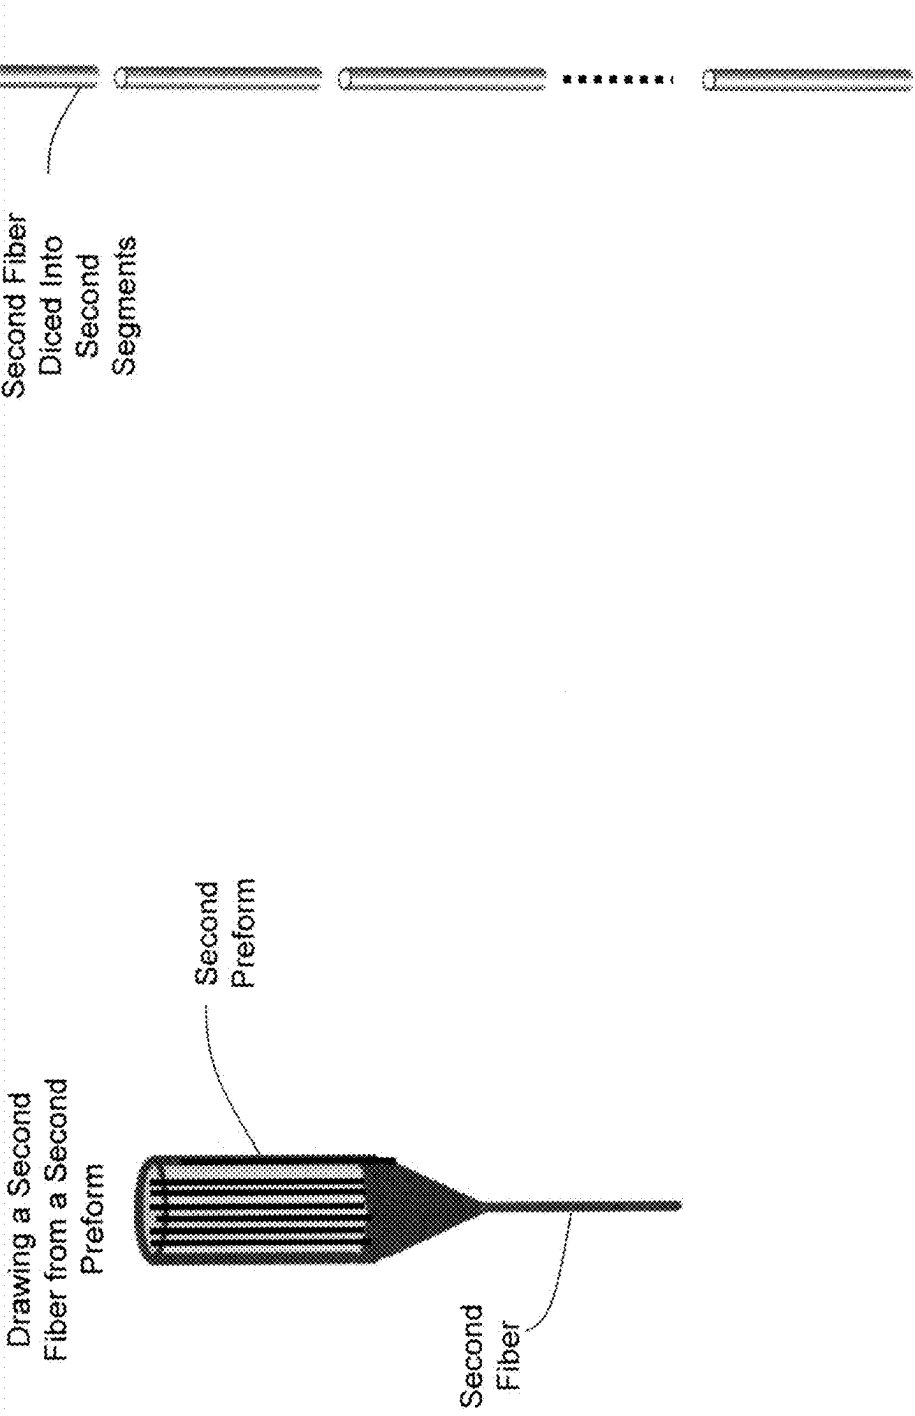 Drawing a Second
Fiber from a Second
Preform
Second
Preform
Second
Fiber
Second Fiber
Diced Into
Second
Segments